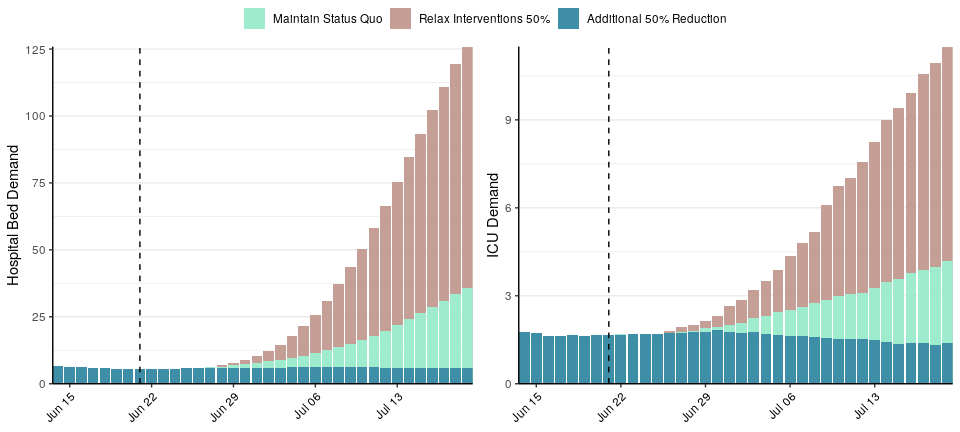 Maintain Status Quo Relax Interventions 50% Additional 50% Reduction
Hospital Bed Demand
125
100
75
50
25
0
Jun 15 Jun 22 Jun 29 Jul 06 Jul 13
ICU Demand
9
6
3
0
Jun 15 Jun 22 Jun 29 Jul 06 Jul 13